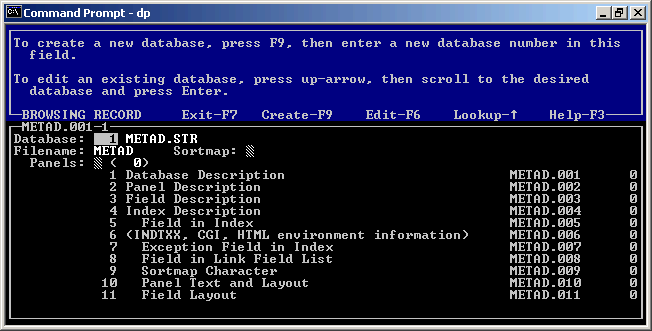 Command Prompt - dp
To create a new database, press F9, then enter a new database number in this
field.
To edit an existing database, press up-arrow, then scroll to the desired
database and press Enter.
BROWSING RECORD Exit-F7 Create-F9 Edit-F6 Lookup-↑ Help-F3
METAD.001-1
Database: 1 METAD.STR
Filename: METAD Sortmap:
Panels: ( 0)
1 Database Description METAD.001 0
2 Panel Description METAD.002 0
3 Field Description METAD.003 0
4 Index Description METAD.004 0
5 Field in Index METAD.005 0
6 (INDTXX, CGI, HTML environment information) METAD.006 0
7 Exception Field in Index METAD.007 0
8 Field in Link Field List METAD.008 0
9 Sortmap Character METAD.009 0
10 Panel Text and Layout METAD.010 0
11 Field Layout METAD.011 0